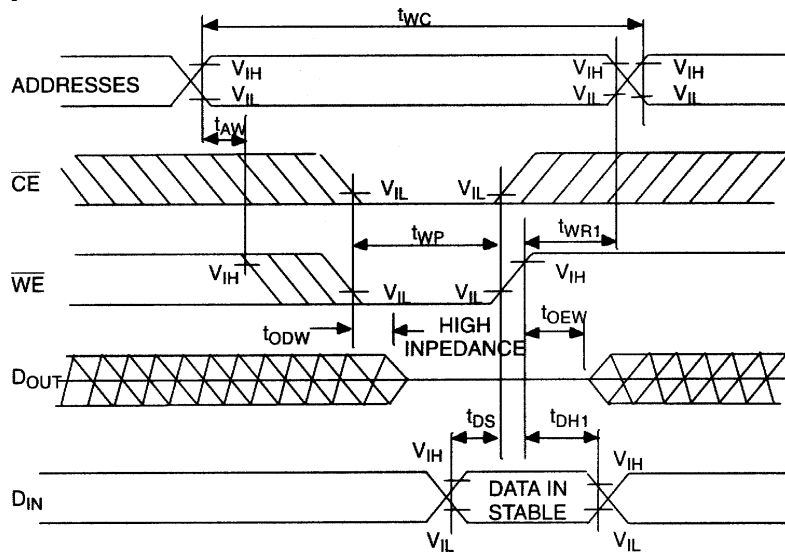 tWC
ADDRESSES
VIH VIH VIH
VIL VIL VIL
tAW
CE VIL VIL
tWP tWR1
WE VIH VIH
VIL VIL
tODW HIGH tOEW
INPEDANCE
DOUT
tDS tDH1
VIH VIH
DIN DATA IN
STABLE
VIL VIL